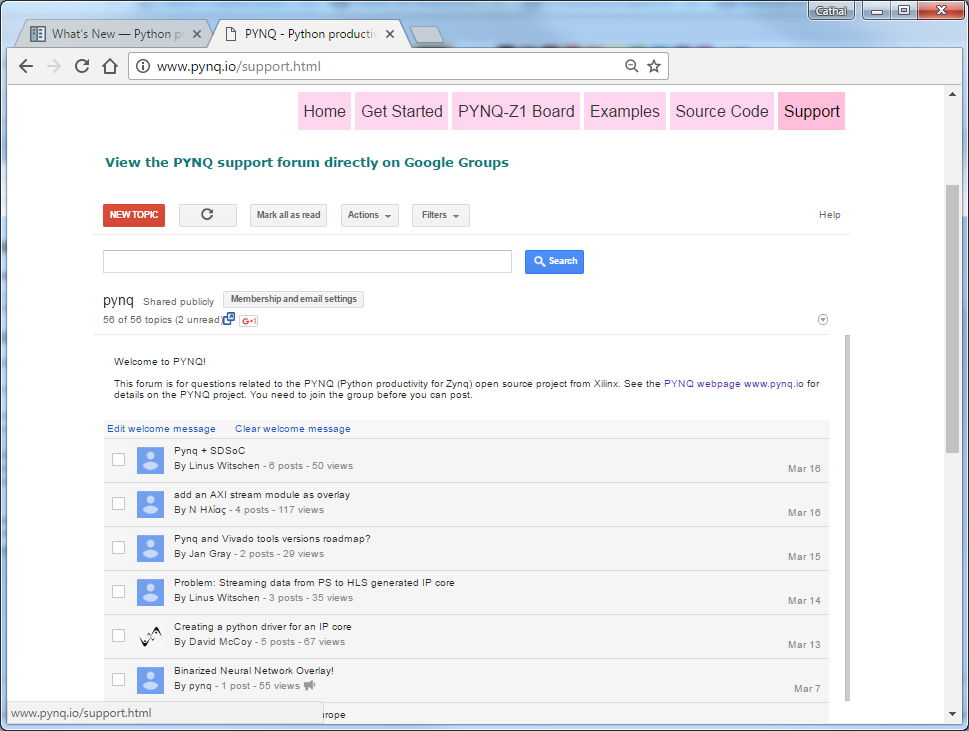 Cathal
What's New — Python p
PYNQ - Python productiv
www.pynq.io/support.html
Home Get Started PYNQ-Z1 Board Examples Source Code Support
View the PYNQ support forum directly on Google Groups
NEW TOPIC Mark all as read Actions Filters Help
Search
pynq Shared publicly Membership and email settings
56 of 56 topics (2 unread) G+1
Welcome to PYNQ!
This forum is for questions related to the PYNQ (Python productivity for Zynq) open source project from Xilinx. See the PYNQ webpage www.pynq.io for
details on the PYNQ project. You need to join the group before you can post.
Edit welcome message Clear welcome message
Pynq + SDSoC
By Linus Witschen - 6 posts - 50 views
Mar 16
add an AXI stream module as overlay
By Ν Ηλίας - 4 posts - 117 views
Mar 16
Pynq and Vivado tools versions roadmap?
By Jan Gray - 2 posts - 29 views
Mar 15
Problem: Streaming data from PS to HLS generated IP core
By Linus Witschen - 3 posts - 35 views
Mar 14
Creating a python driver for an IP core
By David McCoy - 5 posts - 67 views
Mar 13
Binarized Neural Network Overlay!
By pynq - 1 post - 55 views
Mar 7
www.pynq.io/support.html